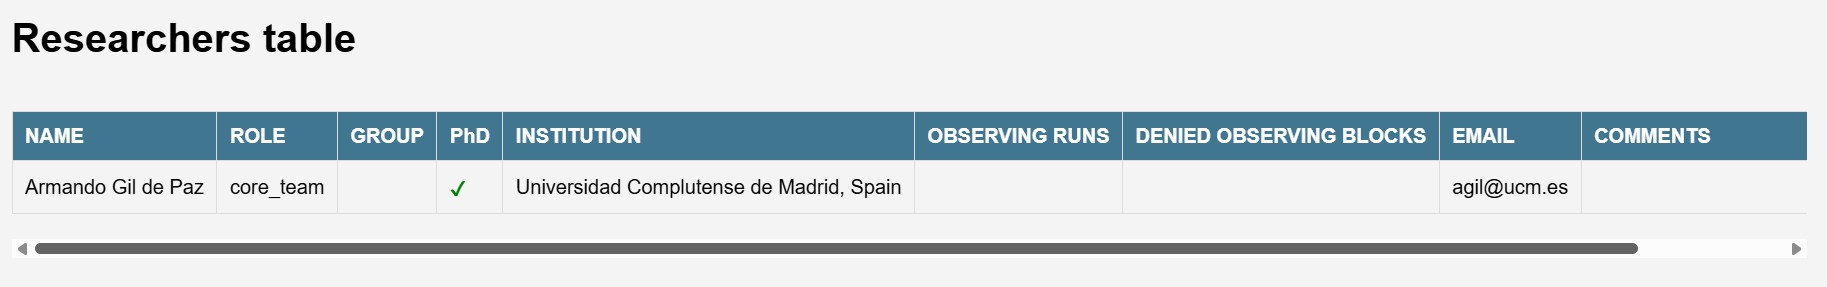 Researchers table
NAME ROLE GROUP PhD INSTITUTION OBSERVING RUNS DENIED OBSERVING BLOCKS EMAIL COMMENTS
Armando Gil de Paz core_team ✓ Universidad Complutense de Madrid, Spain agil@ucm.es